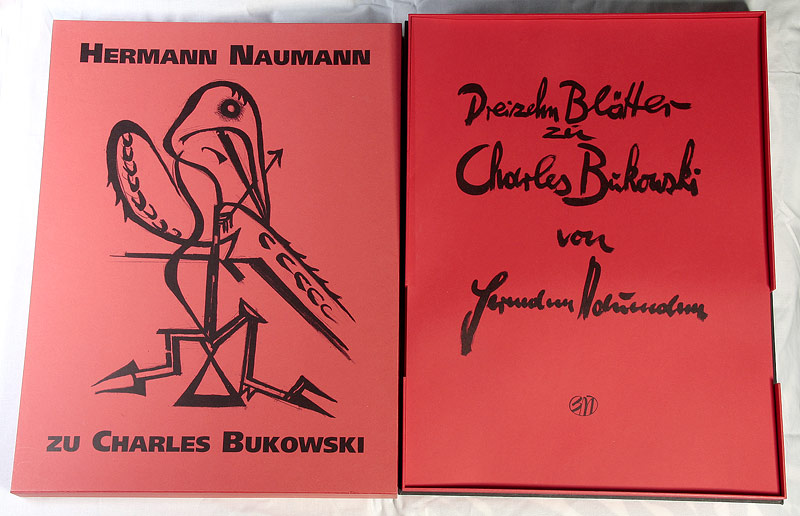 HERMANN NAUMANN
ZU CHARLES BUKOWSKI
Dreizehn Blätter
zu
Charles Bukowski
von
Hermann Naumann